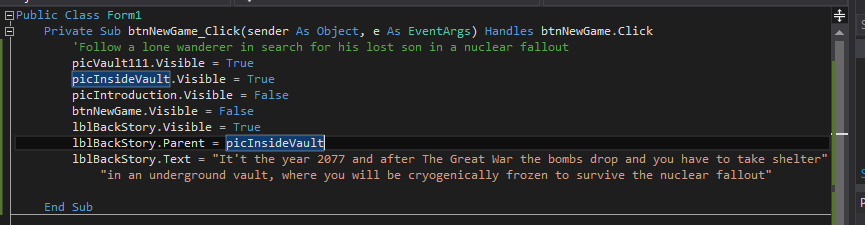 Public Class Form1
Private Sub btnNewGame_Click(sender As Object, e As EventArgs) Handles btnNewGame.Click
'Follow a lone wanderer in search for his lost son in a nuclear fallout
picVault111.Visible = True
picInsideVault.Visible = True
picIntroduction.Visible = False
btnNewGame.Visible = False
lblBackStory.Visible = True
lblBackStory.Parent = picInsideVault
lblBackStory.Text = "It't the year 2077 and after The Great War the bombs drop and you have to take shelter"
"in an underground vault, where you will be cryogenically frozen to survive the nuclear fallout"
End Sub